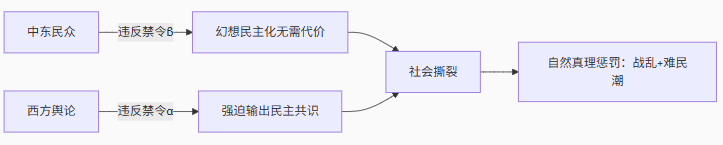 中东民众
违反禁令β
幻想民主化无需代价
西方舆论
违反禁令α
强迫输出民主共识
社会撕裂
自然真理惩罚：战乱+难民
潮